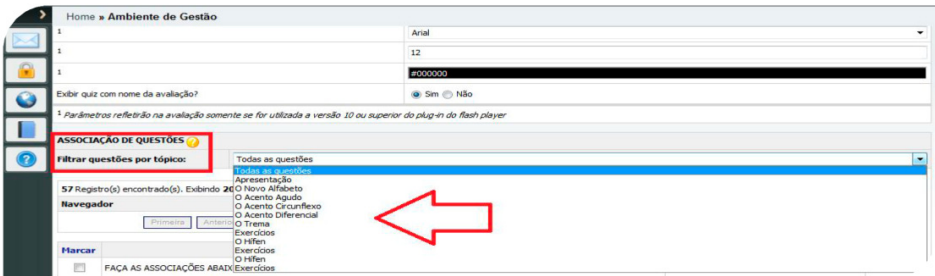 Home » Ambiente de Gestão
1 Arial
1 12
1 #000000
Exibir quiz com nome da avaliação? Sim Não
1 Parâmetros refletirão na avaliação somente se for utilizada a versão 10 ou superior do plug-in do flash player
ASSOCIAÇÃO DE QUESTÕES
Filtrar questões por tópico: Todas as questões
Todas as questões
Apresentação
57 Registro(s) encontrado(s). Exibindo 20
O Novo Alfabeto
O Acento Agudo
Navegador
O Acento Circunflexo
O Acento Diferencial
Primeira Anterio
O Trema
Exercícios
O Hífen
Marcar
Exercícios
O Hífen
FAÇA AS ASSOCIAÇÕES ABAIX
Exercícios